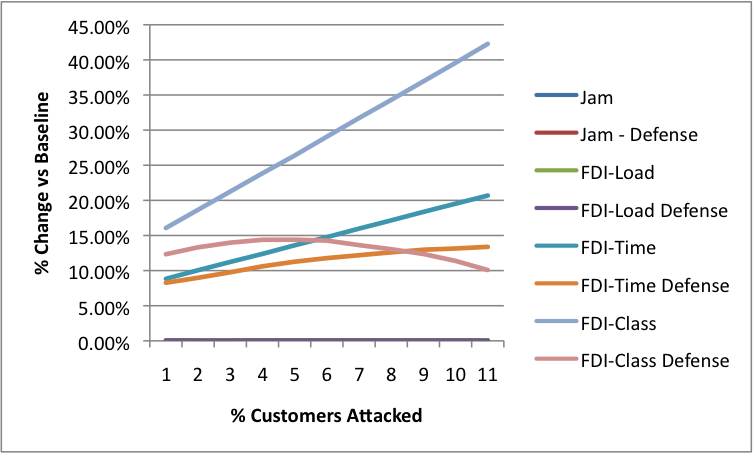 45.00%
40.00%
35.00%
30.00%
25.00%
20.00%
15.00%
10.00%
5.00%
0.00%
% Change vs Baseline
1 2 3 4 5 6 7 8 9 10 11
% Customers Attacked
Jam
Jam - Defense
FDI-Load
FDI-Load Defense
FDI-Time
FDI-Time Defense
FDI-Class
FDI-Class Defense